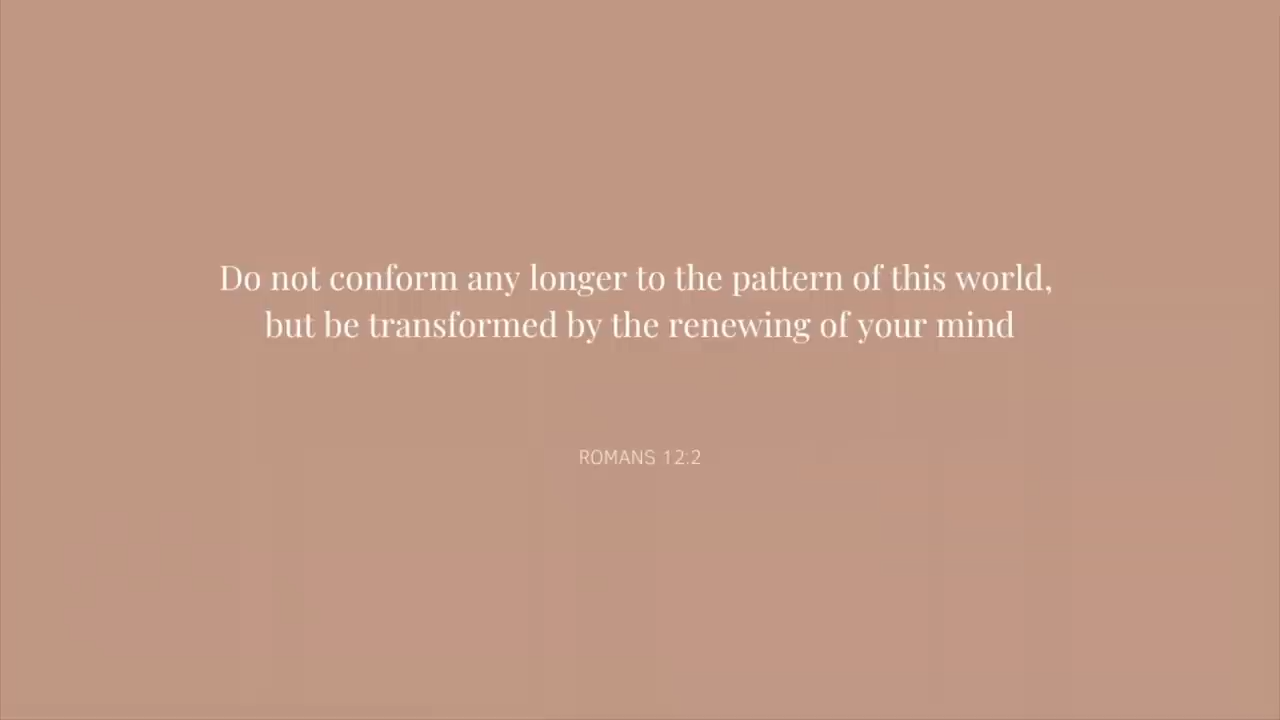 Do not conform any longer to the pattern of this world,
but be transformed by the renewing of your mind
ROMANS 12:2